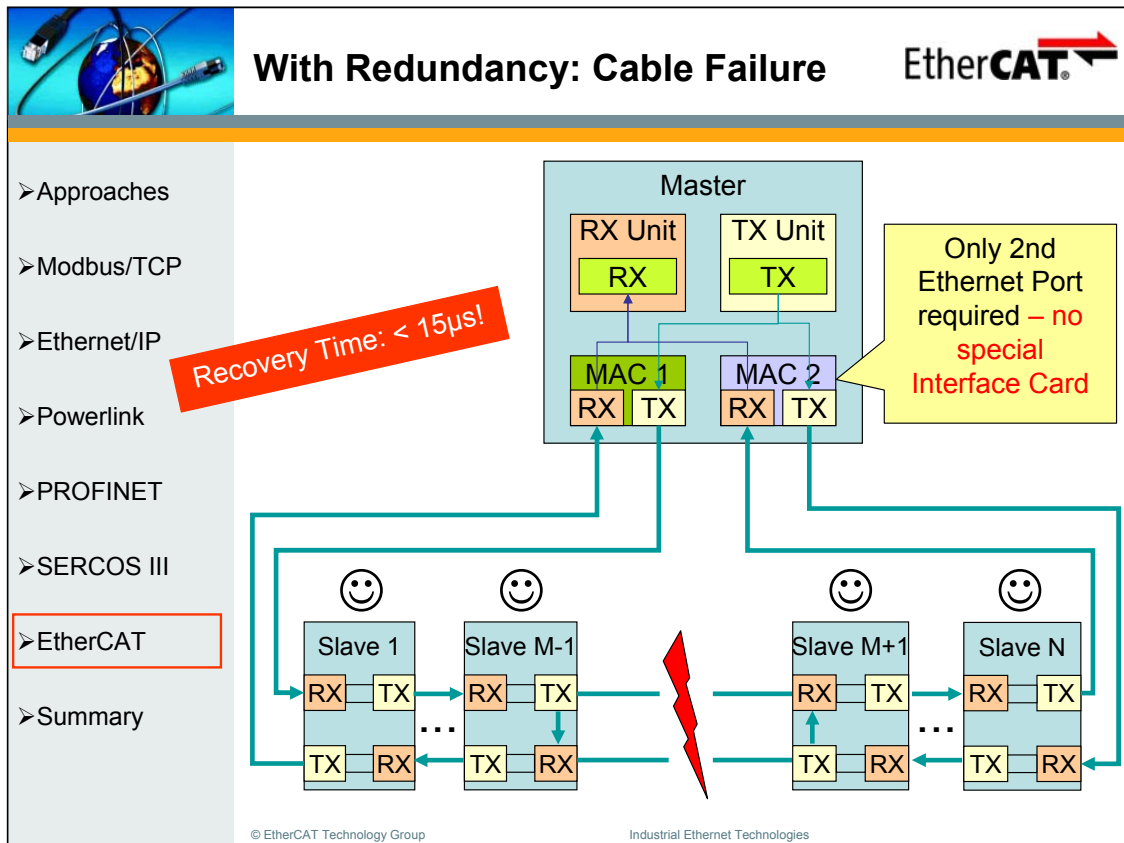 With Redundancy: Cable Failure
EtherCAT®
➢Approaches
➢Modbus/TCP
➢Ethernet/IP
➢Powerlink
➢PROFINET
➢SERCOS III
➢EtherCAT
➢Summary
Recovery Time: < 15µs!
Master
RX Unit
TX Unit
RX
TX
MAC 1
MAC 2
RX
TX
RX
TX
Only 2nd
Ethernet Port
required – no
special
Interface Card
Slave 1
Slave M-1
Slave M+1
Slave N
RX
TX
RX
TX
RX
TX
RX
TX
...
...
TX
RX
TX
RX
TX
RX
TX
RX
© EtherCAT Technology Group
Industrial Ethernet Technologies